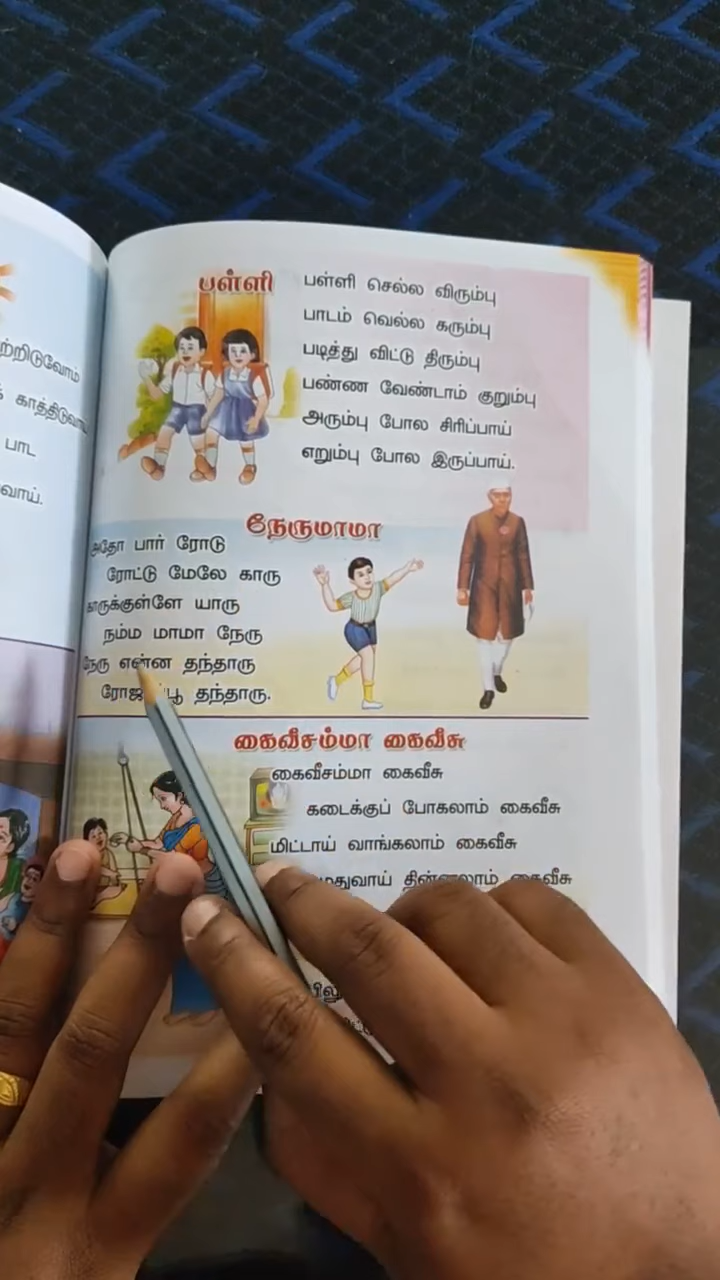 காத்திடுவாய்
பாட
பள்ளி
பள்ளி செல்ல விரும்பு
பாடம் வெல்ல கரும்பு
படித்து விட்டு திரும்பு
பண்ண வேண்டாம் குறும்பு
அரும்பு போல சிரிப்பாய்
எறும்பு போல இருப்பாய்.
நேருமாமா
அதோ பார் ரோடு
ரோட்டு மேலே காரு
காருக்குள்ளே யாரு
நம்ம மாமா நேரு
நேரு என்ன தந்தாரு
தந்தாரு.
கைவீசம்மா கைவீசு
கைவீசம்மா கைவீசு
கடைக்குப் போகலாம் கைவீசு
மிட்டாய் வாங்கலாம் கைவீசு
தின்னலாம் கைவீசு